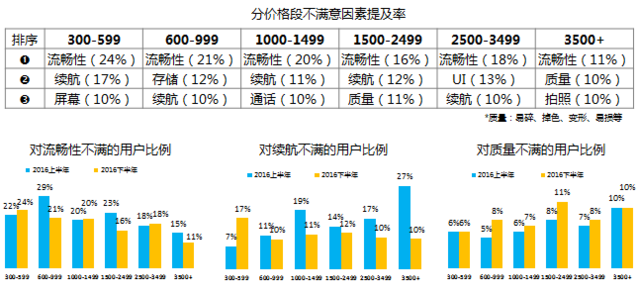 分价格段不满意因素提及率
排序 300-599 600-999 1000-1499 1500-2499 2500-3499 3500+
❶ 流畅性（24%） 流畅性（21%） 流畅性（20%） 流畅性（16%） 流畅性（18%） 流畅性（11%）
❷ 续航（17%） 存储（12%） 续航（11%） 续航（12%） UI（13%） 质量（10%）
❸ 屏幕（10%） 续航（10%） 通话（10%） 质量（11%） 续航（10%） 拍照（10%）
*质量：易碎、掉色、变形、易损等
对流畅性不满的用户比例
2016上半年 2016下半年
22% 24% 29% 21% 20% 20% 23% 16% 18% 18% 15% 11%
300-599 600-999 1000-1499 1500-2499 2500-3499 3500+
对续航不满的用户比例
2016上半年 2016下半年
7% 17% 11% 10% 19% 11% 14% 12% 17% 10% 27% 10%
300-599 600-999 1000-1499 1500-2499 2500-3499 3500+
对质量不满的用户比例
2016上半年 2016下半年
6% 6% 5% 8% 6% 7% 8% 11% 7% 8% 10% 10%
300-599 600-999 1000-1499 1500-2499 2500-3499 3500+